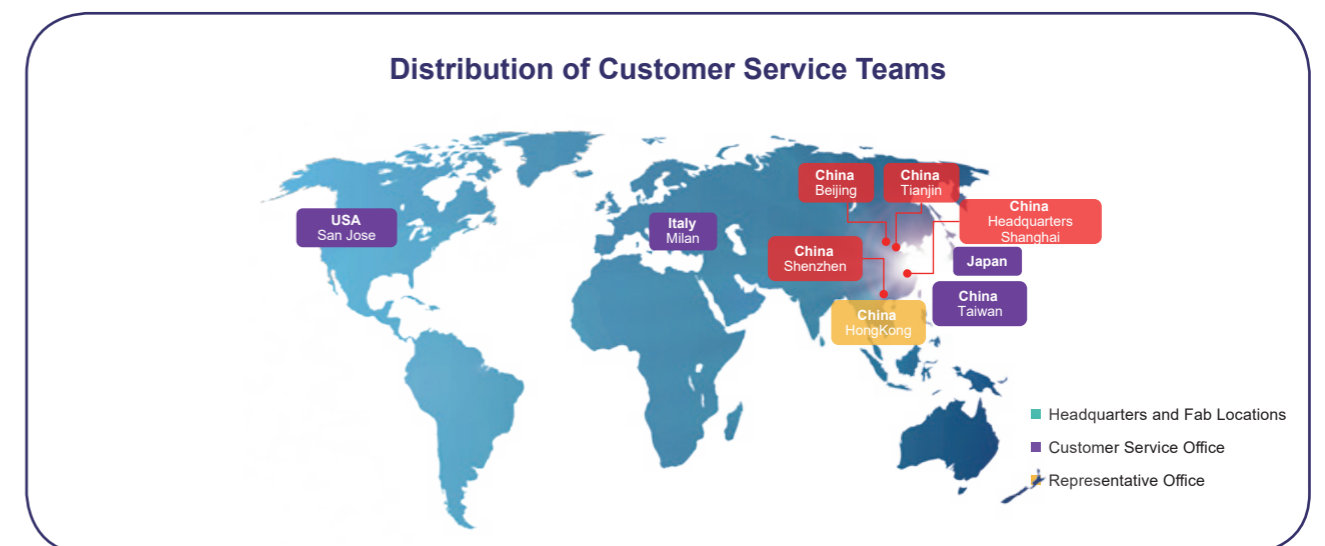 Distribution of Customer Service Teams
China
Beijing
China
Tianjin
China
Headquarters
Shanghai
USA
San Jose
Italy
Milan
China
Shenzhen
Japan
China
Taiwan
China
HongKong
Headquarters and Fab Locations
Customer Service Office
Representative Office